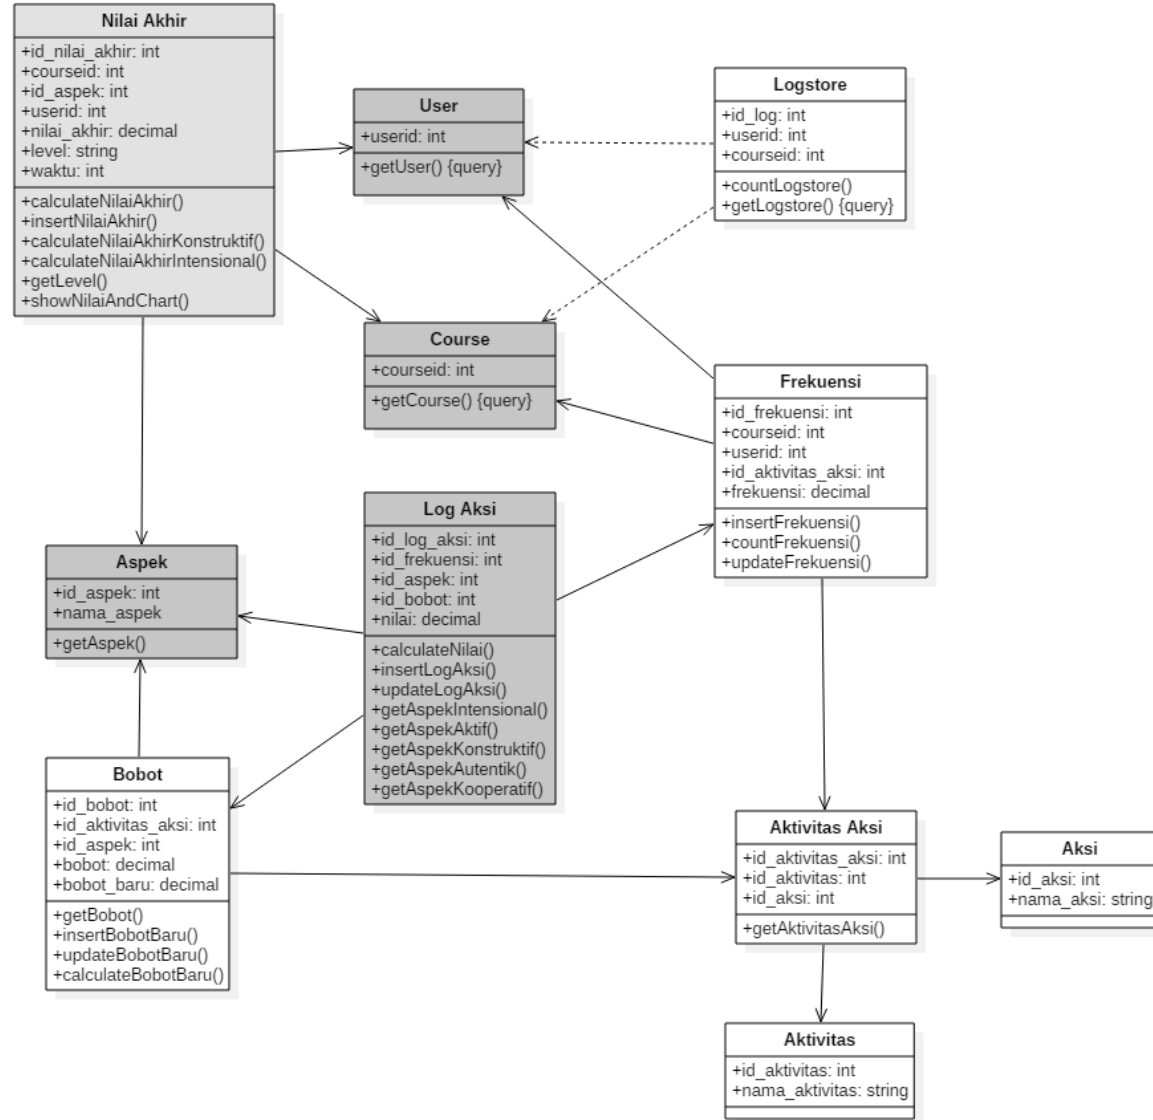 Nilai Akhir
+id_nilai_akhir: int
+courseid: int
+id_aspek: int
+userid: int
+nilai_akhir: decimal
+level: string
+waktu: int
+calculateNilaiAkhir()
+insertNilaiAkhir()
+calculateNilaiAkhirKonstruktif()
+calculateNilaiAkhirIntensional()
+getLevel()
+showNilaiAndChart()
User
+userid: int
+getUser() {query}
Logstore
+id_log: int
+userid: int
+courseid: int
+countLogstore()
+getLogstore() {query}
Course
+courseid: int
+getCourse() {query}
Frekuensi
+id_frekuensi: int
+courseid: int
+userid: int
+id_aktivitas_aksi: int
+frekuensi: decimal
+insertFrekuensi()
+countFrekuensi()
+updateFrekuensi()
Log Aksi
+id_log_aksi: int
+id_frekuensi: int
+id_aspek: int
+id_bobot: int
+nilai: decimal
+calculateNilai()
+insertLogAksi()
+updateLogAksi()
+getAspekIntensional()
+getAspekAktif()
+getAspekKonstruktif()
+getAspekAutentik()
+getAspekKooperatif()
Aspek
+id_aspek: int
+nama_aspek
+getAspek()
Bobot
+id_bobot: int
+id_aktivitas_aksi: int
+id_aspek: int
+bobot: decimal
+bobot_baru: decimal
+getBobot()
+insertBobotBaru()
+updateBobotBaru()
+calculateBobotBaru()
Aktivitas Aksi
+id_aktivitas_aksi: int
+id_aktivitas: int
+id_aksi: int
+getAktivitasAksi()
Aksi
+id_aksi: int
+nama_aksi: string
Aktivitas
+id_aktivitas: int
+nama_aktivitas: string